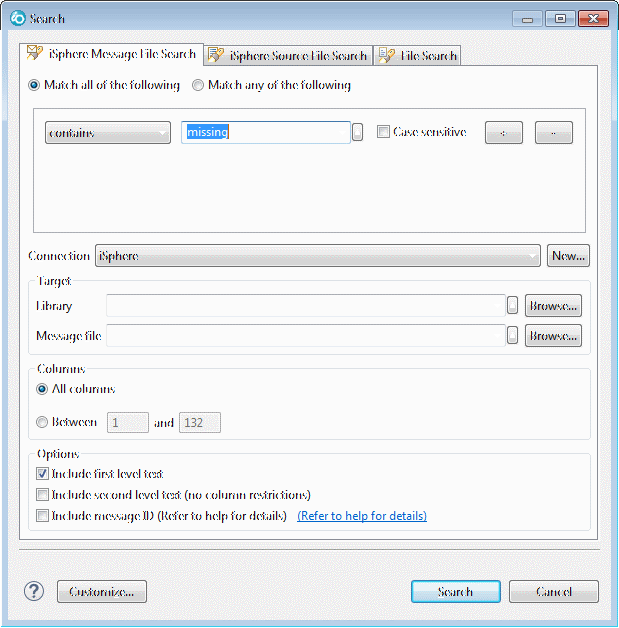 Search
iSphere Message File Search iSphere Source File Search File Search
Match all of the following Match any of the following
contains missing Case sensitive + -
Connection iSphere New...
Target
Library Browse...
Message file Browse...
Columns
All columns
Between 1 and 132
Options
Include first level text
Include second level text (no column restrictions)
Include message ID (Refer to help for details) (Refer to help for details)
? Customize... Search Cancel